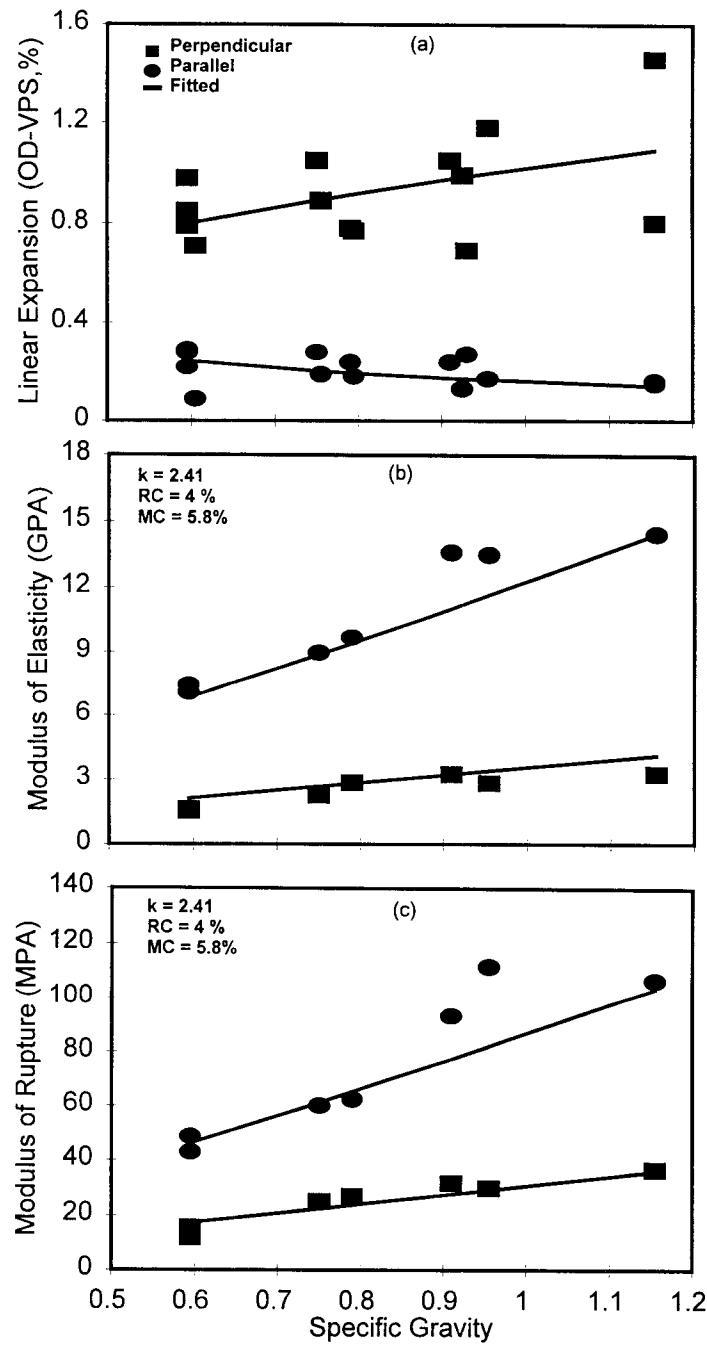 1.6
1.2
0.8
0.4
0
Linear Expansion (OD-VPS,%)
Perpendicular
Parallel
Fitted
(a)
18
15
12
9
6
3
0
Modulus of Elasticity (GPA)
k = 2.41
RC = 4 %
MC = 5.8%
(b)
140
120
100
80
60
40
20
0
Modulus of Rupture (MPA)
k = 2.41
RC = 4 %
MC = 5.8%
(c)
0.5 0.6 0.7 0.8 0.9 1 1.1 1.2
Specific Gravity